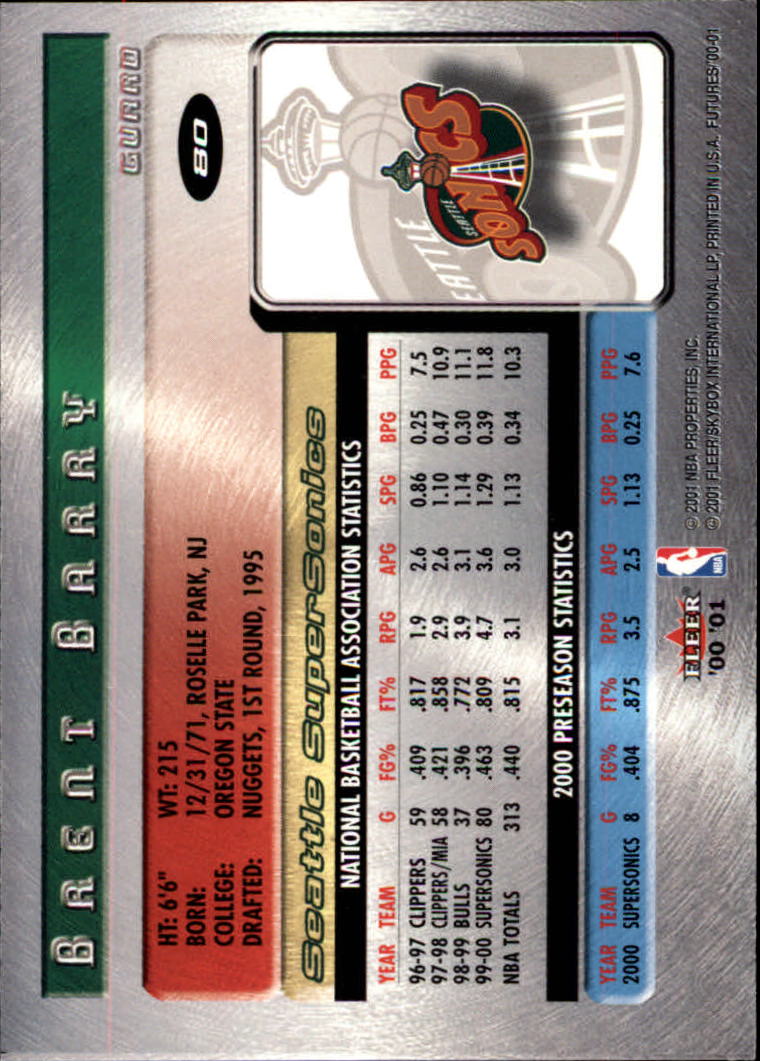 BRENT BARRY
GUARD
80
HT: 6'6" WT: 215
BORN: 12/31/71, ROSELLE PARK, NJ
COLLEGE: OREGON STATE
DRAFTED: NUGGETS, 1ST ROUND, 1995
Seattle SuperSonics
SEATTLE
SONICS
EATTLE
NATIONAL BASKETBALL ASSOCIATION STATISTICS
YEAR TEAM G FG% FT% RPG APG SPG BPG PPG
96-97 CLIPPERS 59 .409 .817 1.9 2.6 0.86 0.25 7.5
97-98 CLIPPERS/MIA 58 .421 .858 2.9 2.6 1.10 0.47 10.9
98-99 BULLS 37 .396 .772 3.9 3.1 1.14 0.30 11.1
99-00 SUPERSONICS 80 .463 .809 4.7 3.6 1.29 0.39 11.8
NBA TOTALS 313 .440 .815 3.1 3.0 1.13 0.34 10.3
2000 PRESEASON STATISTICS
YEAR TEAM G FG% FT% RPG APG SPG BPG PPG
2000 SUPERSONICS 8 .404 .875 3.5 2.5 1.13 0.25 7.6
FLEER
'00 '01
NBA
© 2001 NBA PROPERTIES, INC.
© 2001 FLEER/SKYBOX INTERNATIONAL LP, PRINTED IN U.S.A. FUTURES'00-01